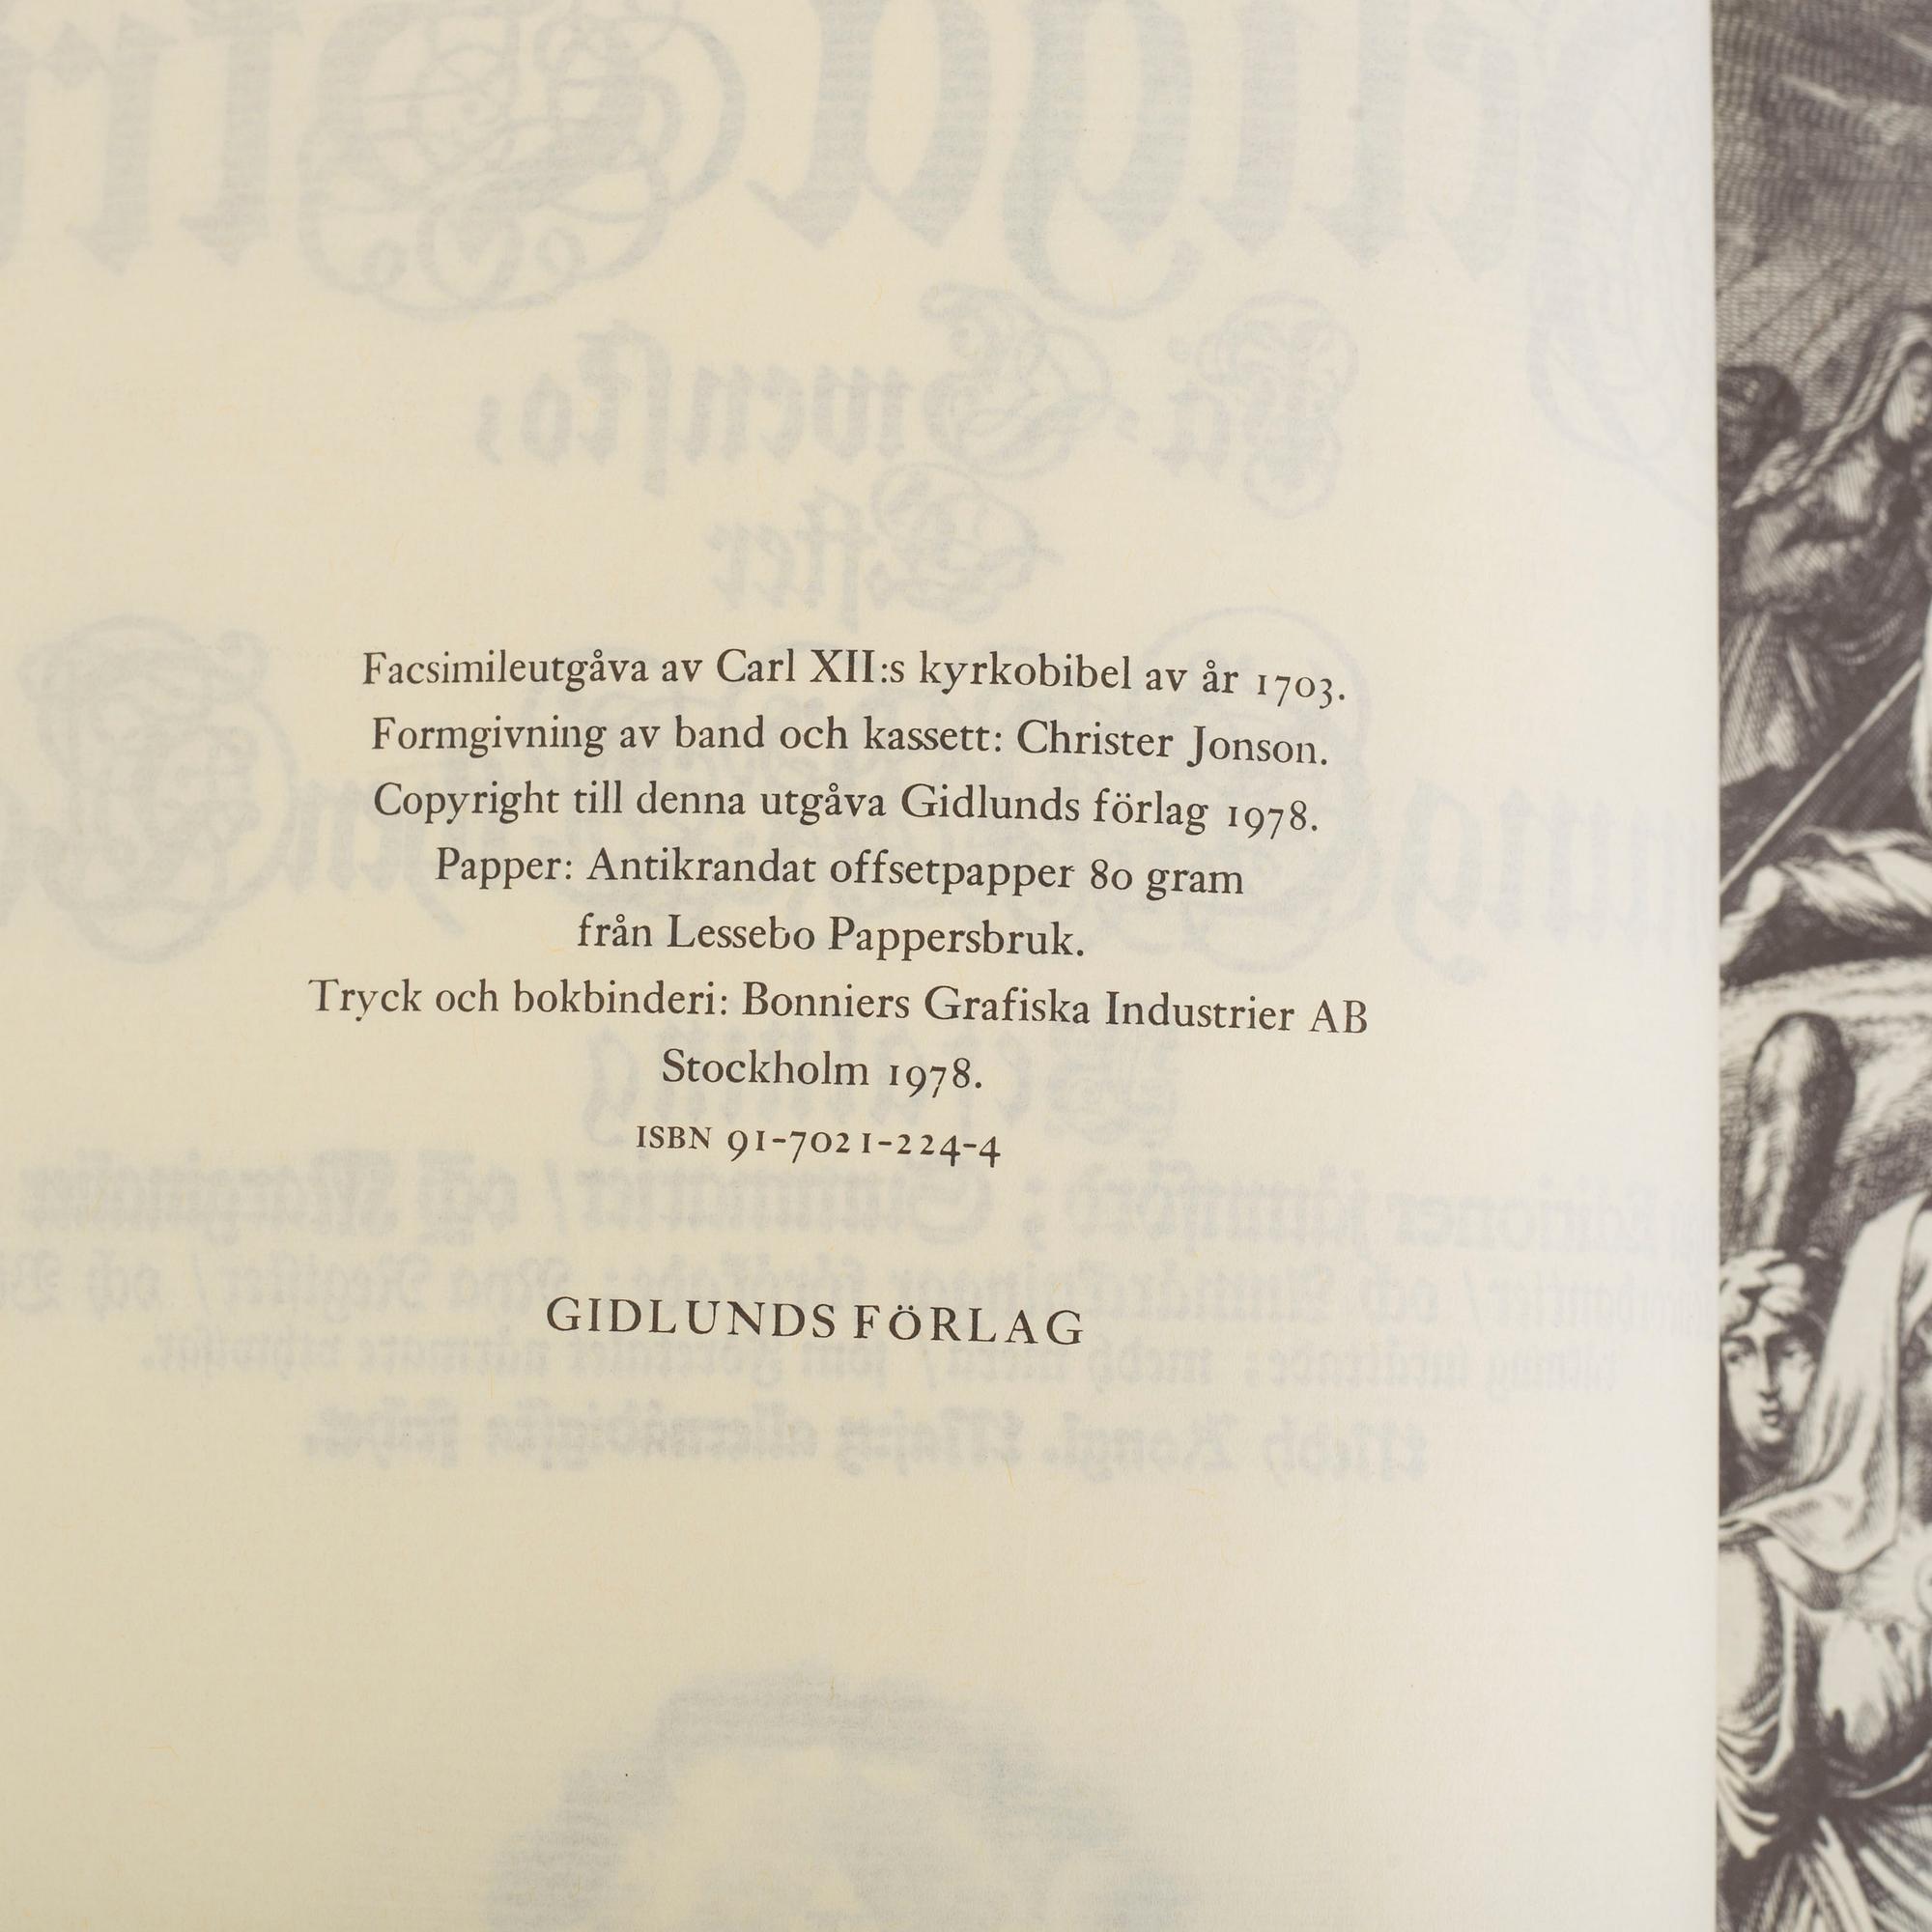 Facsimileutgåva av Carl XII:s kyrkobibel av år 1703.
Formgivning av band och kassett: Christer Jonson.
Copyright till denna utgåva Gidlunds förlag 1978.
Papper: Antikrandat offsetpapper 80 gram
från Lessebo Pappersbruk.
Tryck och bokbinderi: Bonniers Grafiska Industrier AB
Stockholm 1978.
ISBN 91-7021-224-4
GIDLUNDS FÖRLAG